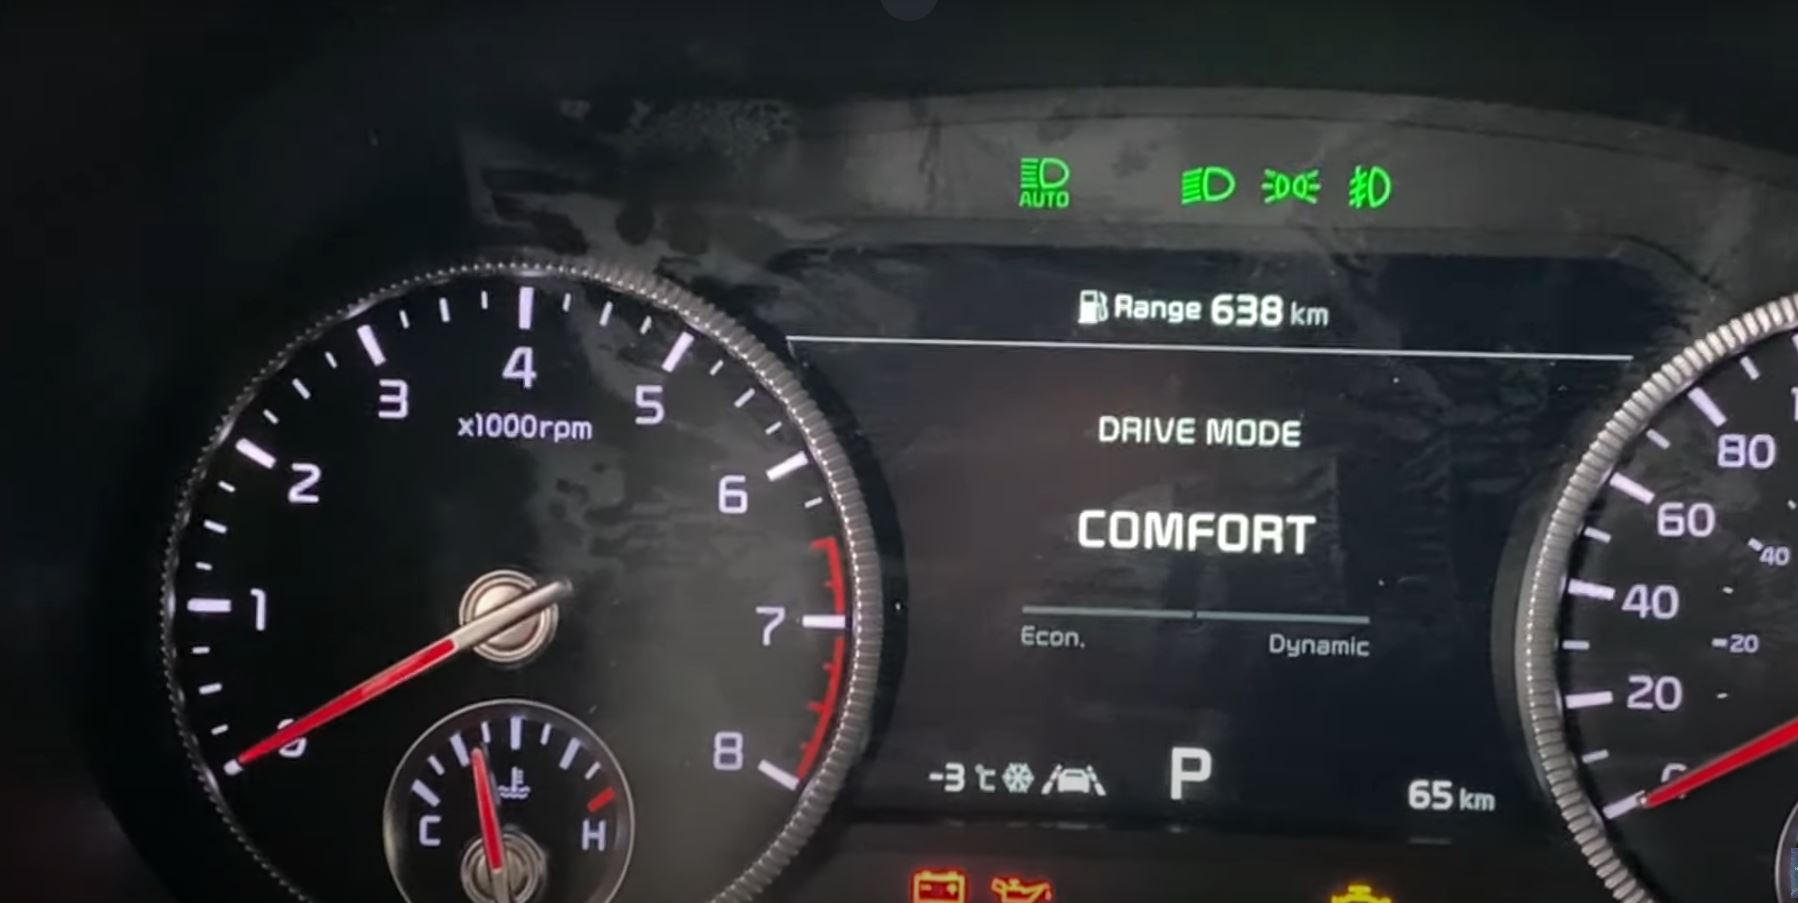 AUTO
Range 638 km
4
3
5
x1000rpm
2
6
1
7
8
C
H
DRIVE MODE
COMFORT
Econ.
Dynamic
-3 °C
P
65 km
80
60
40
40
20
20